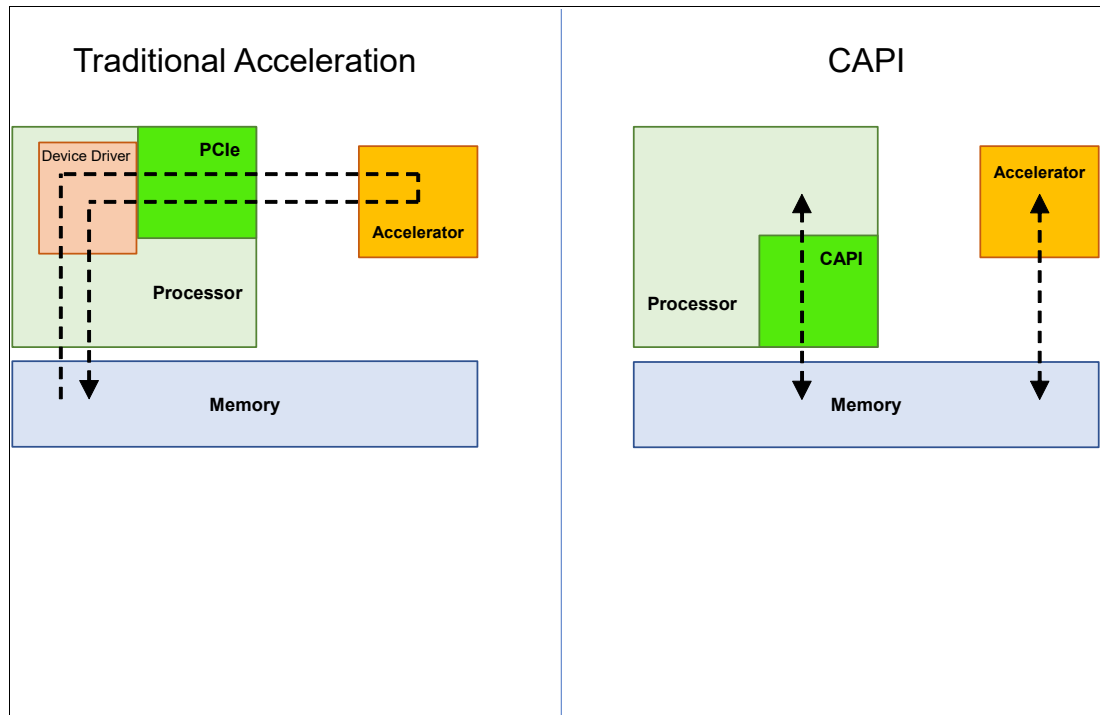 Traditional Acceleration
Device Driver
PCIe
Accelerator
Processor
Memory
CAPI
Accelerator
CAPI
Processor
Memory